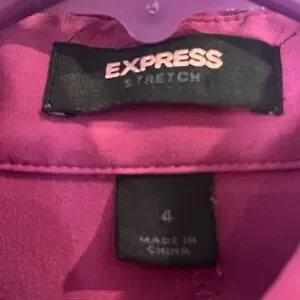 EXPRESS
STRETCH
4
MADE IN
CHINA